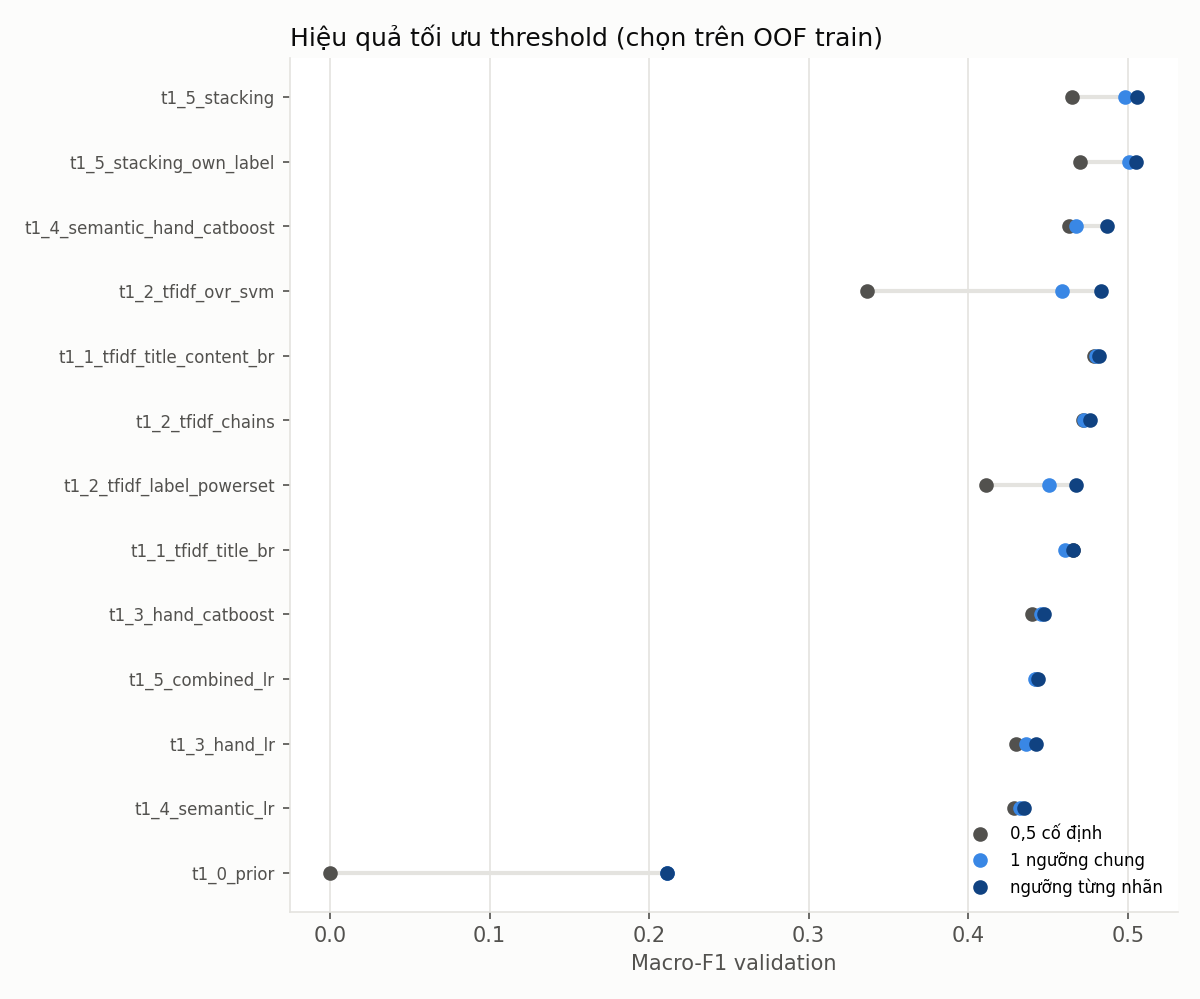 Hiệu quả tối ưu threshold (chọn trên OOF train)
t1_5_stacking
t1_5_stacking_own_label
t1_4_semantic_hand_catboost
t1_2_tfidf_ovr_svm
t1_1_tfidf_title_content_br
t1_2_tfidf_chains
t1_2_tfidf_label_powerset
t1_1_tfidf_title_br
t1_3_hand_catboost
t1_5_combined_lr
t1_3_hand_lr
t1_4_semantic_lr
t1_0_prior
0,5 cố định
1 ngưỡng chung
ngưỡng từng nhãn
0.0 0.1 0.2 0.3 0.4 0.5
Macro-F1 validation